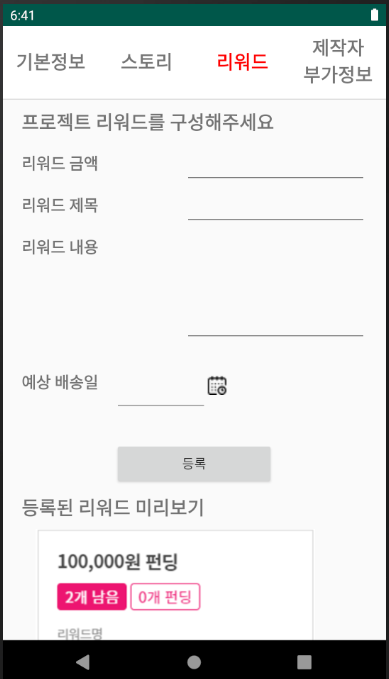 6:41
기본정보 스토리 리워드 제작자
부가정보
프로젝트 리워드를 구성해주세요
리워드 금액
리워드 제목
리워드 내용
예상 배송일
등록
등록된 리워드 미리보기
100,000원 펀딩
2개 남음 0개 펀딩
리워드명